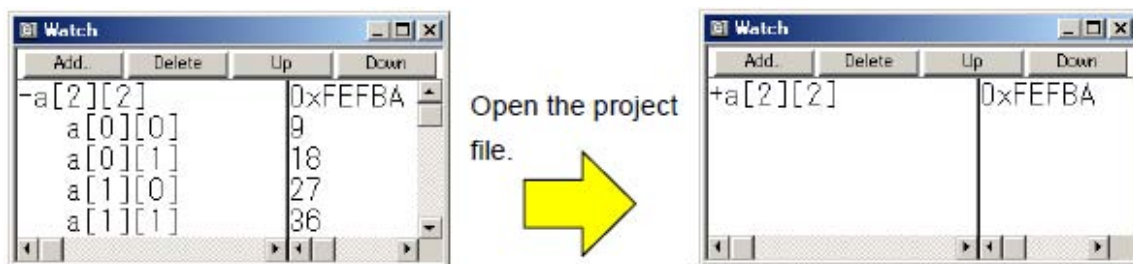 Watch
Add.. Delete Up Down
-a[2][2] 0xFEFBA
a[0][0] 9
a[0][1] 18
a[1][0] 27
a[1][1] 36
Open the project
file.
Watch
Add.. Delete Up Down
+a[2][2] 0xFEFBA